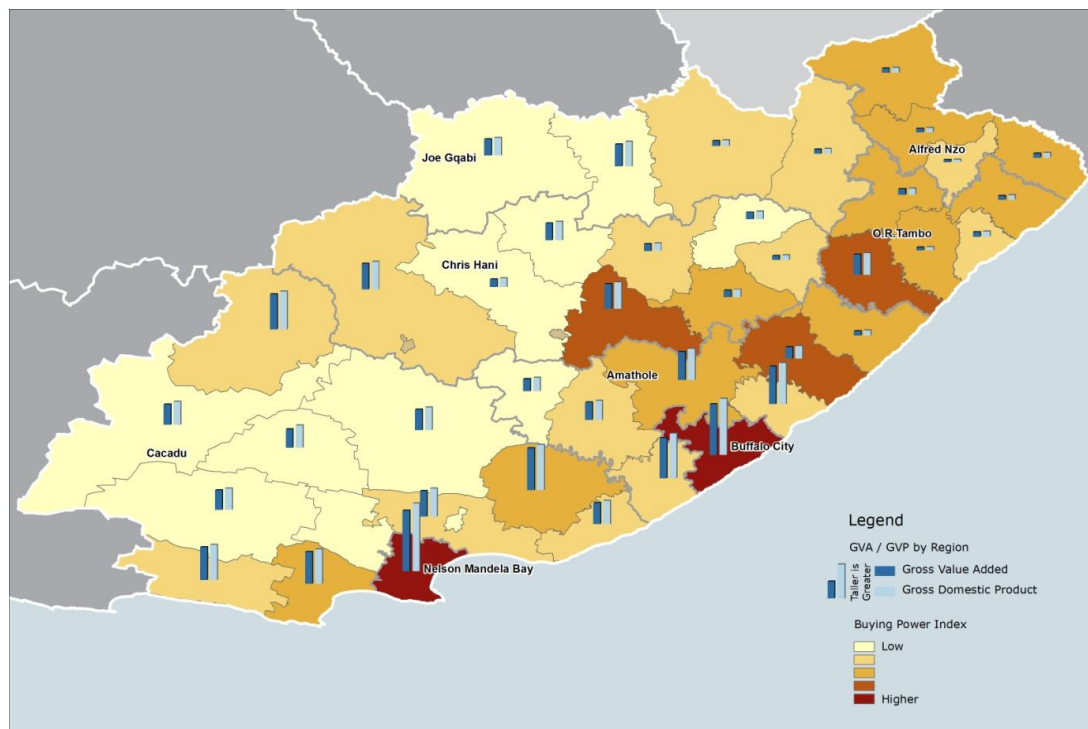 Joe Gqabi
Alfred Nzo
O.R.Tambo
Chris Hani
Amathole
Cacadu
Buffalo City
Nelson Mandela Bay
Legend
GVA / GVP by Region
Taller is
Greater
Gross Value Added
Gross Domestic Product
Buying Power Index
Low
Higher